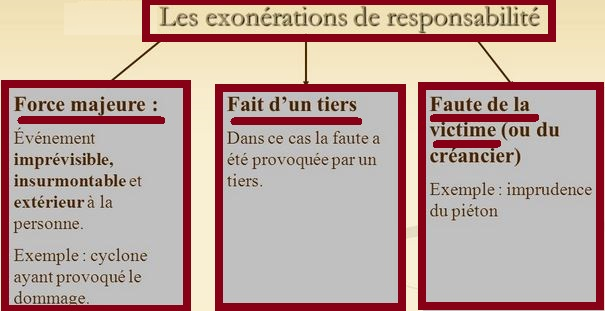 Les exonérations de responsabilité
Force majeure :
Événement
imprévisible,
insurmontable et
extérieur à la
personne.
Exemple : cyclone
ayant provoqué le
dommage.
Fait d'un tiers
Dans ce cas la faute a
été provoquée par un
tiers.
Faute de la
victime (ou du
créancier)
Exemple : imprudence
du piéton